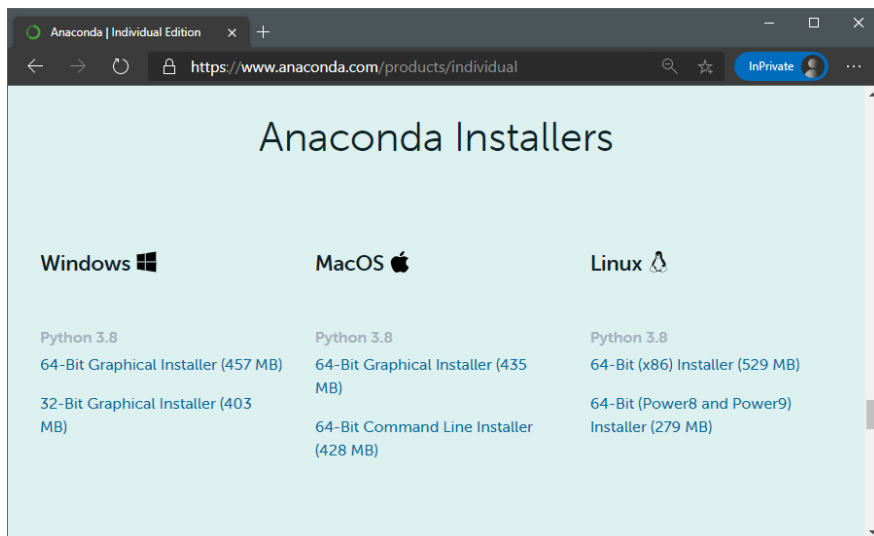 Anaconda | Individual Edition
https://www.anaconda.com/products/individual
InPrivate
Anaconda Installers
Windows
MacOS
Linux
Python 3.8
64-Bit Graphical Installer (457 MB)
32-Bit Graphical Installer (403
MB)
Python 3.8
64-Bit Graphical Installer (435
MB)
64-Bit Command Line Installer
(428 MB)
Python 3.8
64-Bit (x86) Installer (529 MB)
64-Bit (Power8 and Power9)
Installer (279 MB)